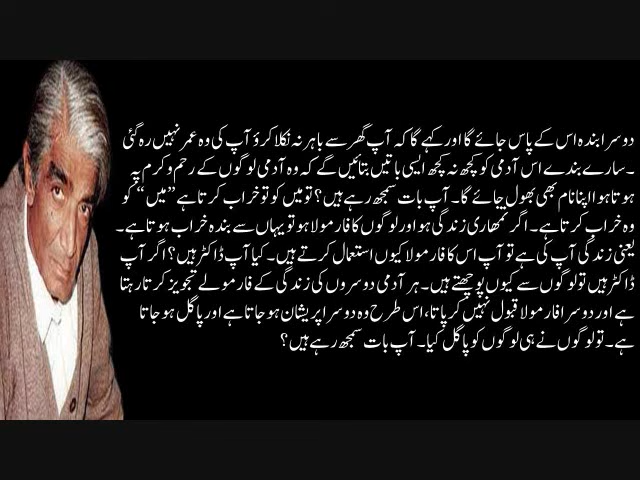 دوسرا بندہ اس کے پاس جائے گا اور کہے گا کہ آپ گھر سے باہر نہ نکلا کرؤ آپ کی وہ عمر نہیں رہ گئی
۔سارے بندے اس آدمی کو کچھ نہ کچھ ایسی باتیں بتائیں گے کہ وہ آدمی لوگوں کے رحم و کرم پہ
ہوتا ہوا اپنا نام بھی بھول جائے گا۔ آپ بات سمجھ رہے ہیں؟ تو میں کو تو خراب کرتا ہے ”میں“ کو
وہ خراب کرتا ہے۔ اگر تمھاری زندگی ہو اور لوگوں کا فارمولا ہو تو یہاں سے بندہ خراب ہوتا ہے۔
یعنی زندگی آپ کی ہے تو آپ اس کا فارمولا کیوں استعمال کرتے ہیں۔ کیا آپ ڈاکٹر ہیں؟ اگر آپ
ڈاکٹر ہیں تو لوگوں سے کیوں پوچھتے ہیں۔ ہر آدمی دوسروں کی زندگی کے فارمولے تجویز کرتا رہتا
ہے اور دوسرا فارمولا قبول نہیں کر پاتا، اس طرح وہ دوسرا پریشان ہو جاتا ہے اور پاگل ہو جاتا
ہے۔ تو لوگوں نے ہی لوگوں کو پاگل کیا۔ آپ بات سمجھ رہے ہیں؟